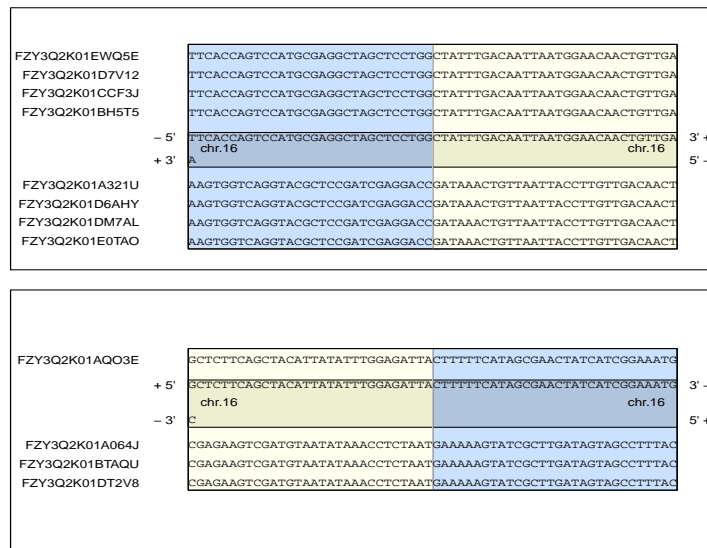 FZY3Q2K01EWQ5E TTCACCAGTCCATGCGAGGCTAGCTCCTGGCTATTTGACAATTAATGGAACAACTGTTGA
FZY3Q2K01D7V12 TTCACCAGTCCATGCGAGGCTAGCTCCTGGCTATTTGACAATTAATGGAACAACTGTTGA
FZY3Q2K01CCF3J TTCACCAGTCCATGCGAGGCTAGCTCCTGGCTATTTGACAATTAATGGAACAACTGTTGA
FZY3Q2K01BH5T5 TTCACCAGTCCATGCGAGGCTAGCTCCTGGCTATTTGACAATTAATGGAACAACTGTTGA
− 5' TTCACCAGTCCATGCGAGGCTAGCTCCTGGCTATTTGACAATTAATGGAACAACTGTTGA 3' +
chr.16 chr.16
+ 3' A 5' −
FZY3Q2K01A321U AAGTGGTCAGGTACGCTCCGATCGAGGACCGATAAACTGTTAATTACCTTGTTGACAACT
FZY3Q2K01D6AHY AAGTGGTCAGGTACGCTCCGATCGAGGACCGATAAACTGTTAATTACCTTGTTGACAACT
FZY3Q2K01DM7AL AAGTGGTCAGGTACGCTCCGATCGAGGACCGATAAACTGTTAATTACCTTGTTGACAACT
FZY3Q2K01E0TAO AAGTGGTCAGGTACGCTCCGATCGAGGACCGATAAACTGTTAATTACCTTGTTGACAACT
FZY3Q2K01AQO3E GCTCTTCAGCTACATTATATTTGGAGATTACTTTTTCATAGCGAACTATCATCGGAAATG
+ 5' GCTCTTCAGCTACATTATATTTGGAGATTACTTTTTCATAGCGAACTATCATCGGAAATG 3' −
chr.16 chr.16
− 3' C 5' +
FZY3Q2K01A064J CGAGAAGTCGATGTAATATAAACCTCTAATGAAAAAGTATCGCTTGATAGTAGCCTTTAC
FZY3Q2K01BTAQU CGAGAAGTCGATGTAATATAAACCTCTAATGAAAAAGTATCGCTTGATAGTAGCCTTTAC
FZY3Q2K01DT2V8 CGAGAAGTCGATGTAATATAAACCTCTAATGAAAAAGTATCGCTTGATAGTAGCCTTTAC